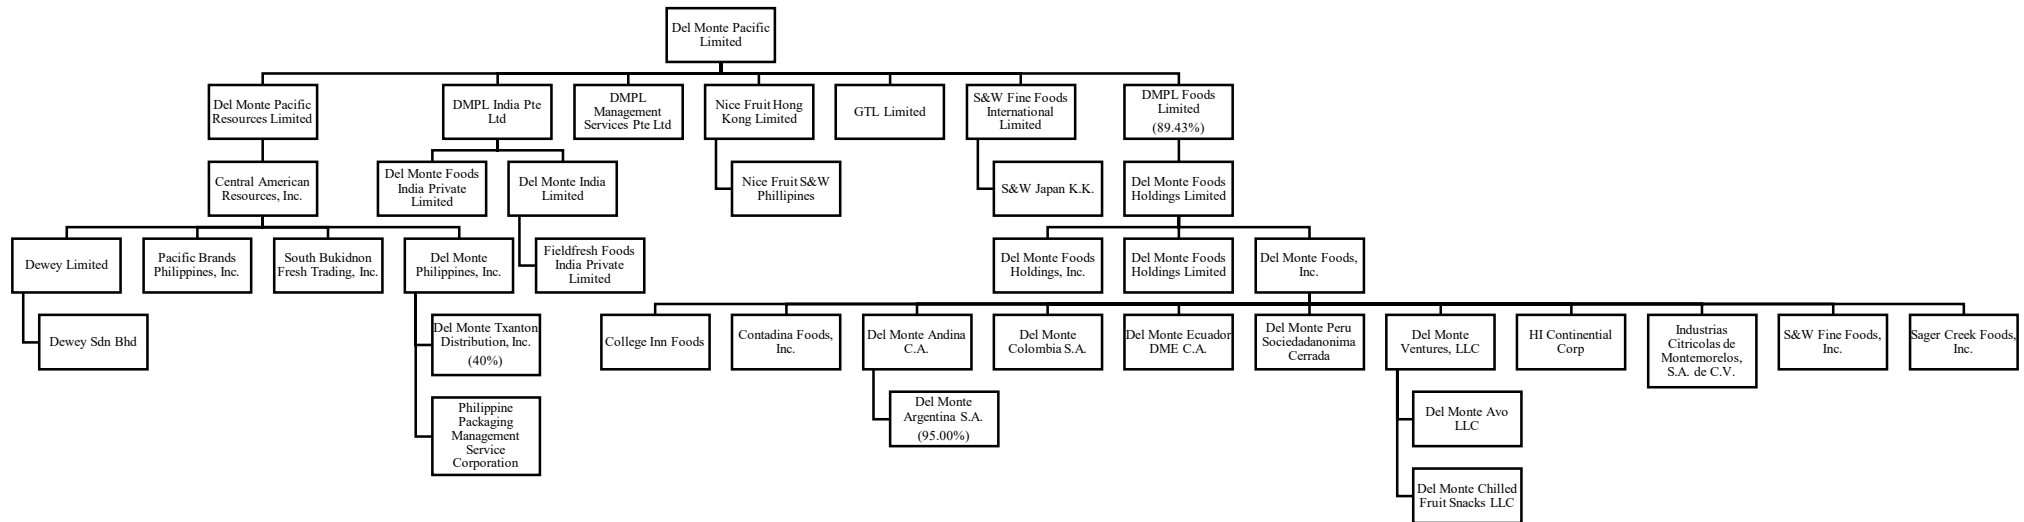 Del Monte Pacific
Limited
Del Monte Pacific
Resources Limited
DMPL India Pte
Ltd
DMPL
Management
Services Pte Ltd
Nice Fruit Hong
Kong Limited
GTL Limited
S&W Fine Foods
International
Limited
DMPL Foods
Limited
(89.43%)
Central American
Resources, Inc.
Del Monte Foods
India Private
Limited
Del Monte India
Limited
Nice Fruit S&W
Phillipines
S&W Japan K.K.
Del Monte Foods
Holdings Limited
Dewey Limited
Pacific Brands
Philippines, Inc.
South Bukidnon
Fresh Trading, Inc.
Del Monte
Philippines, Inc.
Fieldfresh Foods
India Private
Limited
Del Monte Foods
Holdings, Inc.
Del Monte Foods
Holdings Limited
Del Monte Foods,
Inc.
Dewey Sdn Bhd
Del Monte Txanton
Distribution, Inc.
(40%)
College Inn Foods
Contadina Foods,
Inc.
Del Monte Andina
C.A.
Del Monte
Colombia S.A.
Del Monte Ecuador
DME C.A.
Del Monte Peru
Sociedadanonima
Cerrada
Del Monte
Ventures, LLC
HI Continental
Corp
Industrias
Citricolas de
Montemorelos,
S.A. de C.V.
S&W Fine Foods,
Inc.
Sager Creek Foods,
Inc.
Philippine
Packaging
Management
Service
Corporation
Del Monte
Argentina S.A.
(95.00%)
Del Monte Avo
LLC
Del Monte Chilled
Fruit Snacks LLC